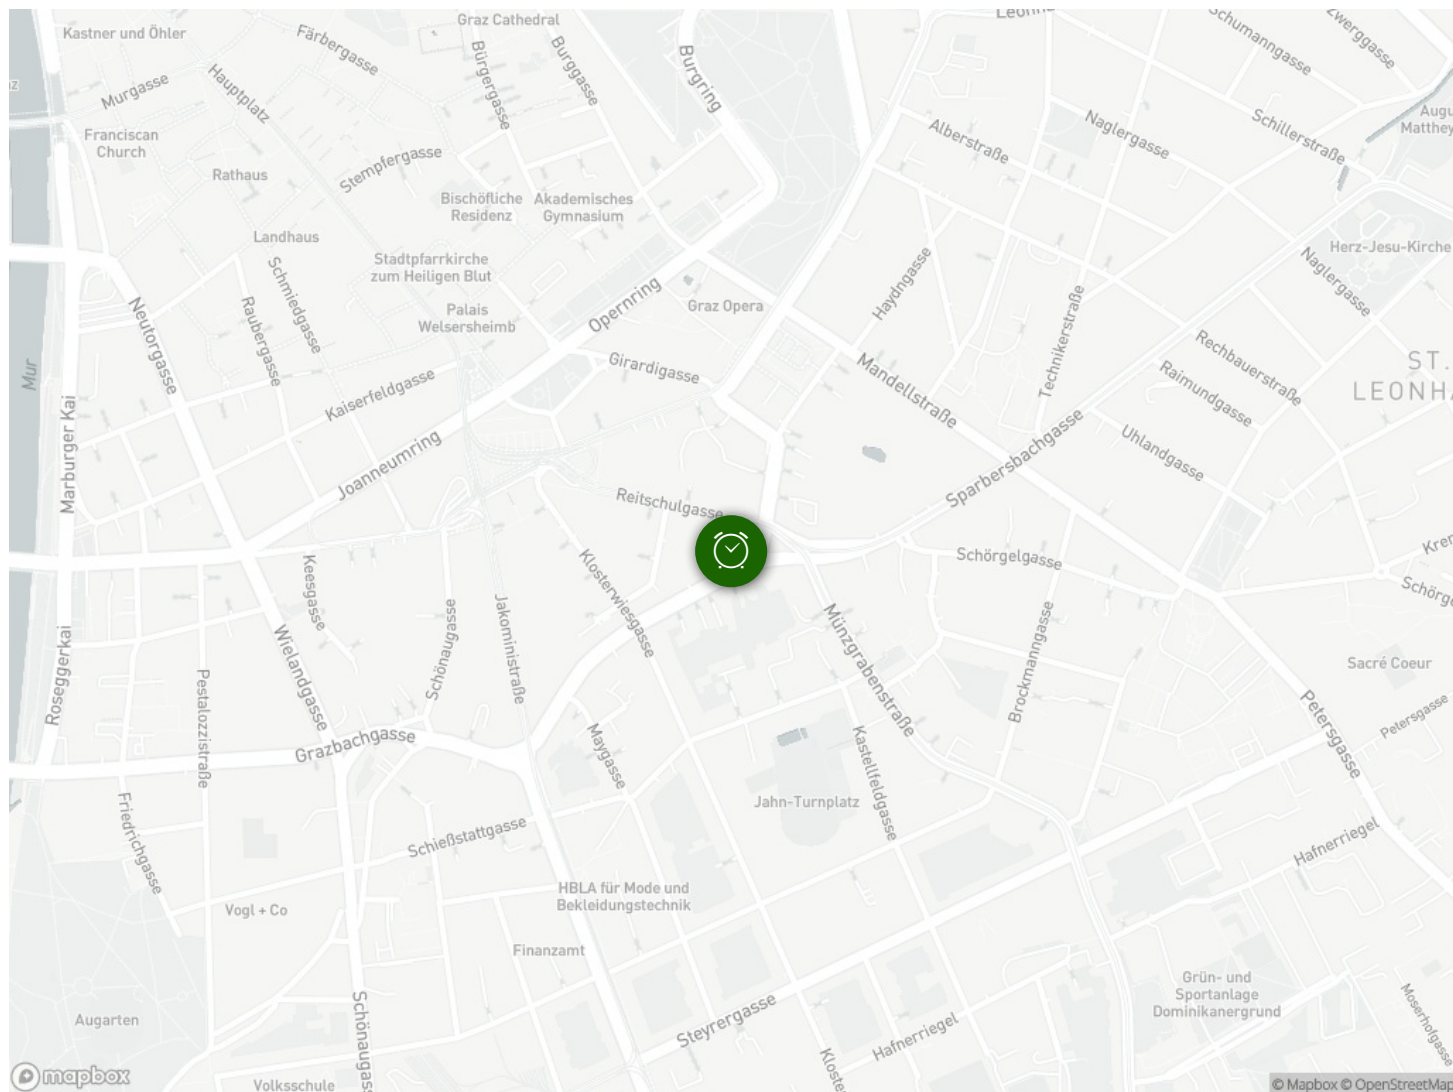 Kastner und Öhler
Färbergasse
Graz Cathedral
Bürgergasse
Burggasse
Burgring
Schumanngasse
Zwerggasse
Murgasse
Hauptplatz
Franciscan
Church
Rathaus
Stempfergasse
Bischöfliche
Residenz
Akademisches
Gymnasium
Alberstraße
Naglergasse
Schillerstraße
Landhaus
Schmiedgasse
Stadtpfarrkirche
zum Heiligen Blut
Palais
Welsersheimb
Opernring
Graz Opera
Haydngasse
Herz-Jesu-Kirche
Naglergasse
Neutorgasse
Raubergasse
Mur
Marburger Kai
Kaiserfeldgasse
Girardigasse
Mandellstraße
Technikerstraße
Rechbauerstraße
Raimundgasse
ST.
Uhlandgasse
Joanneumring
Sparbersbachgasse
Reitschulgasse
Keesgasse
Klosterwiesgasse
Schörgelgasse
Roseggerkai
Wielandgasse
Schönaugasse
Jakoministraße
Münzgrabenstraße
Brockmanngasse
Sacré Coeur
Pestalozzistraße
Petersgasse
Petersgasse
Grazbachgasse
Maygasse
Kastellfeldgasse
Friedrichgasse
Jahn-Turnplatz
Schießstattgasse
Hafnerriegel
HBLA für Mode und
Bekleidungstechnik
Vogl + Co
Finanzamt
Grün- und
Sportanlage
Dominikanergrund
Augarten
Steyrergasse
Hafnerriegel
Moserhofgasse
Volksschule
mapbox
© Mapbox © OpenStreetMap